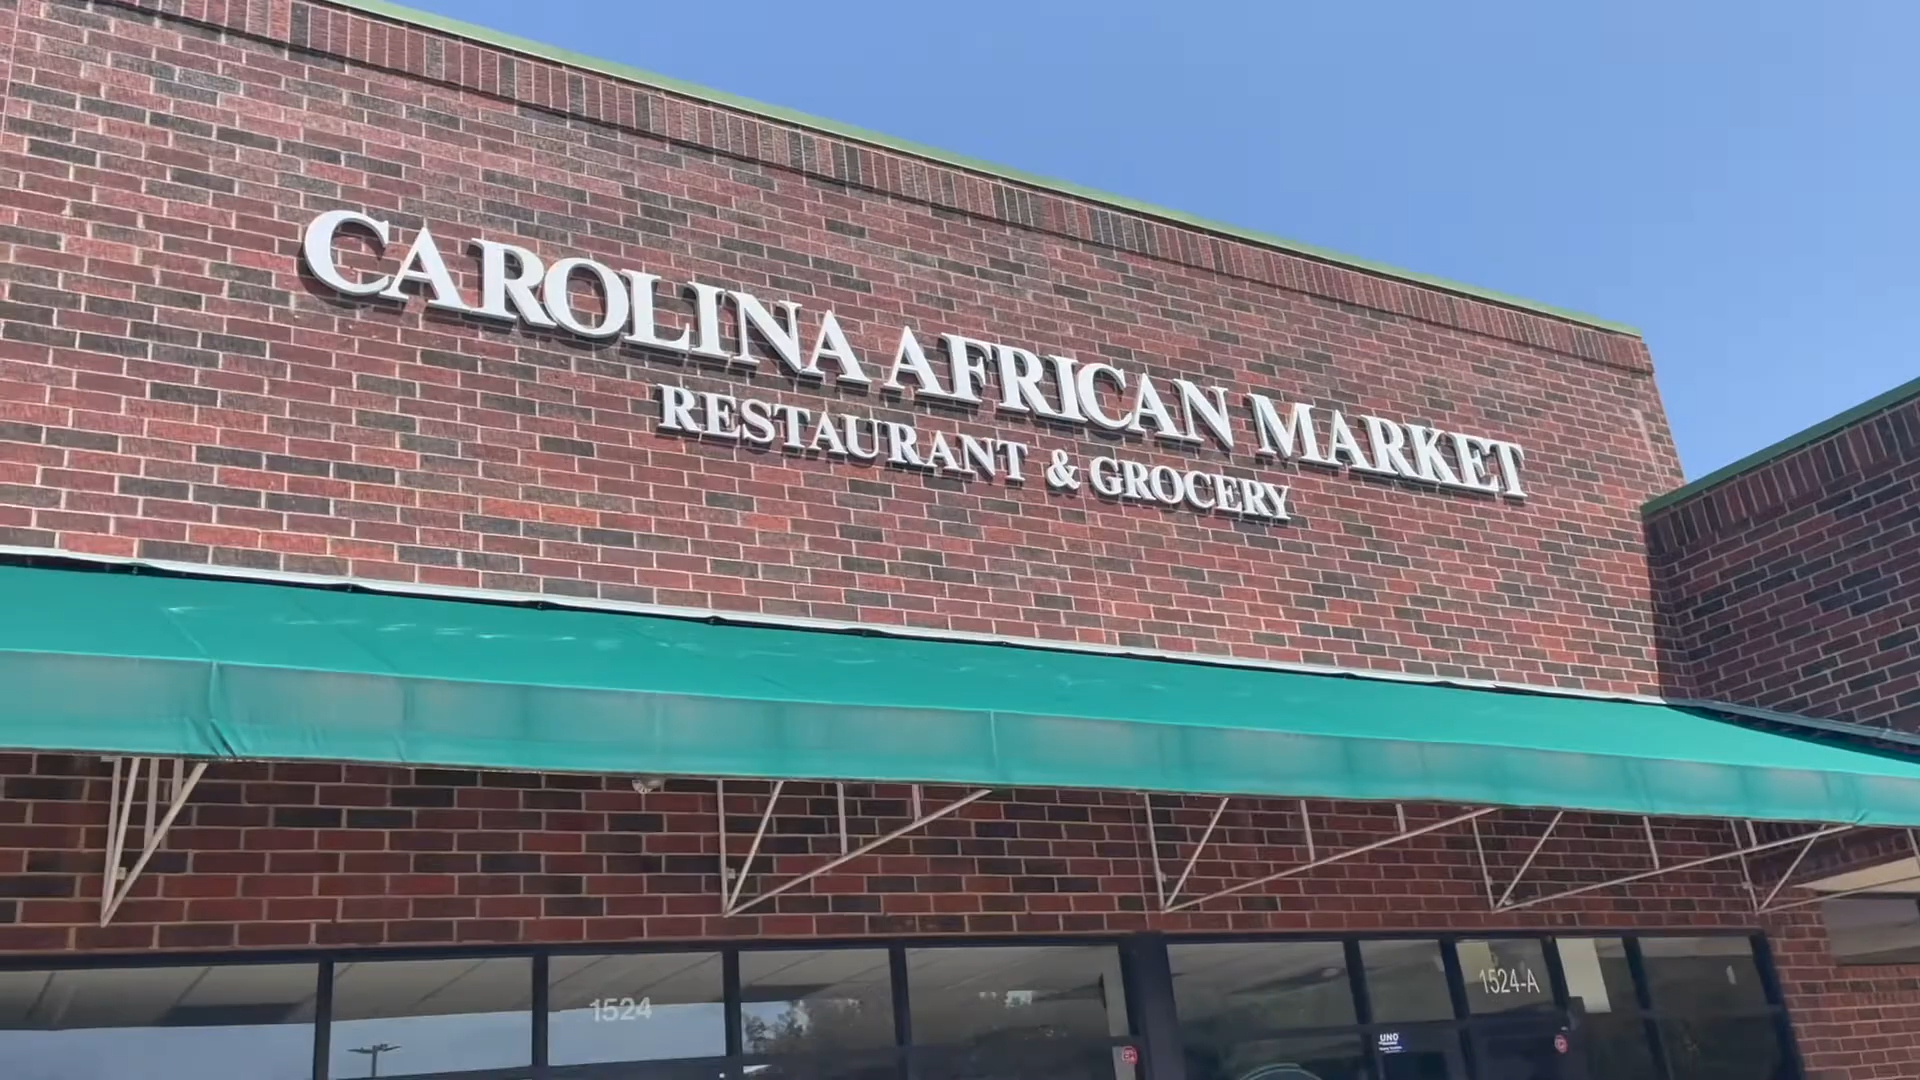 CAROLINA AFRICAN MARKET
RESTAURANT & GROCERY
1524
1524-A
UNO